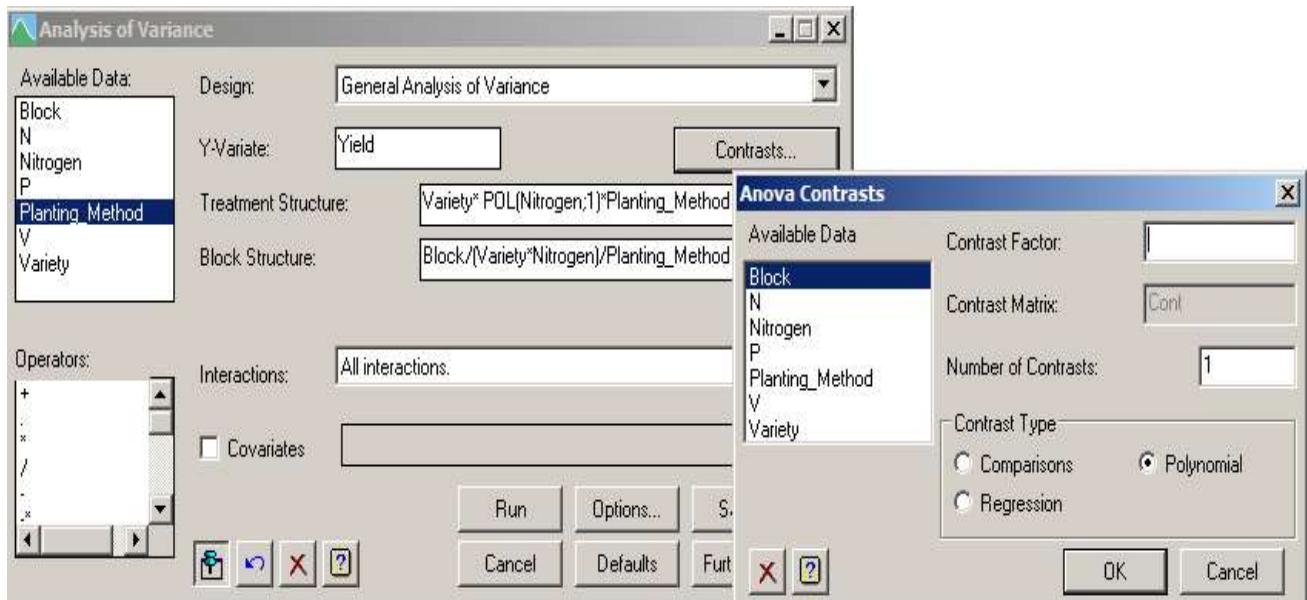 Analysis of Variance
Available Data:
Block
N
Nitrogen
P
Planting_Method
V
Variety
Design:
General Analysis of Variance
Y-Variate:
Yield
Contrasts...
Treatment Structure:
Variety* POL(Nitrogen;1)*Planting_Method
Block Structure:
Block/(Variety*Nitrogen)/Planting_Method
Operators:
+
.
*
/
-
.*
Interactions:
All interactions.
Covariates
Run
Options...
Cancel
Defaults
Furt
Anova Contrasts
Available Data
Block
N
Nitrogen
P
Planting_Method
V
Variety
Contrast Factor:
Contrast Matrix:
Cont
Number of Contrasts:
1
Contrast Type
Comparisons
Polynomial
Regression
OK
Cancel